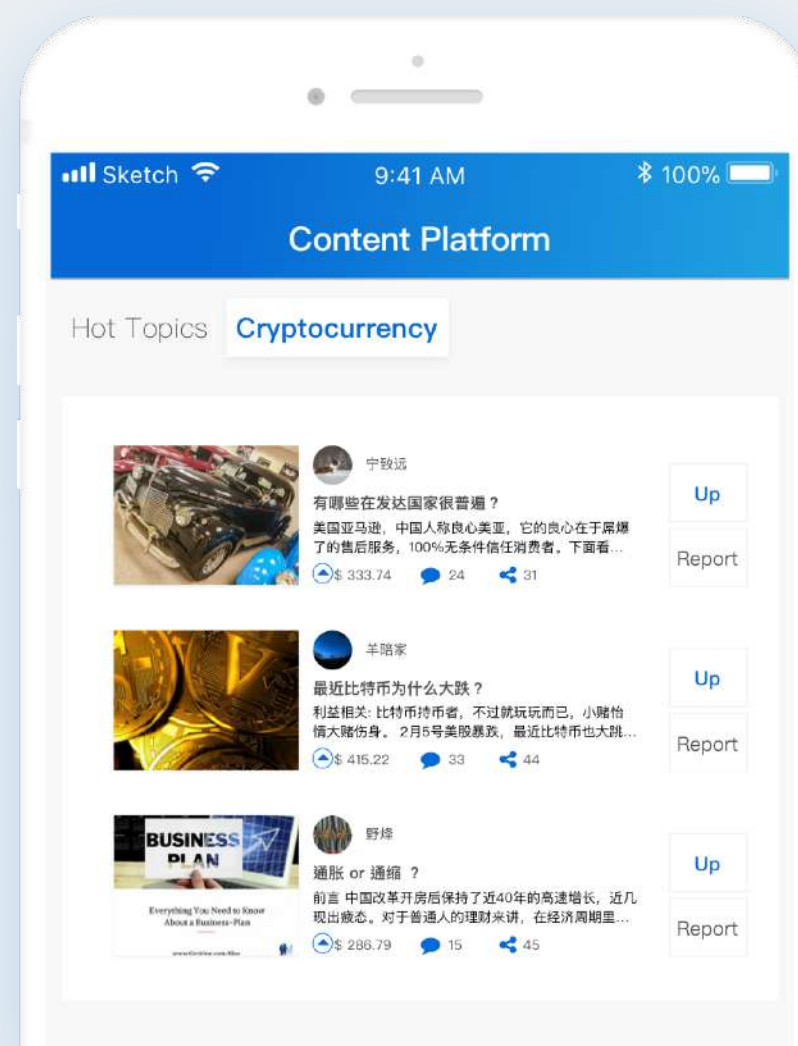 Sketch 9:41 AM 100%
Content Platform
Hot Topics Cryptocurrency
宁致远
有哪些在发达国家很普遍？
美国亚马逊，中国人称良心美亚，它的良心在于屌爆
了的售后服务，100%无条件信任消费者。下面看...
$ 333.74 24 31
Up
Report
羊陪家
最近比特币为什么大跌？
利益相关: 比特币持币者，不过就玩玩而已，小赌怡
情大赌伤身。 2月5号美股暴跌，最近比特币也大跳...
$ 415.22 33 44
Up
Report
BUSINESS
PLAN
Everything You Need to Know
About a Business-Plan
野烽
通胀 or 通缩 ？
前言 中国改革开房后保持了近40年的高速增长，近几
现出疲态。对于普通人的理财来讲，在经济周期里...
$ 286.79 15 45
Up
Report